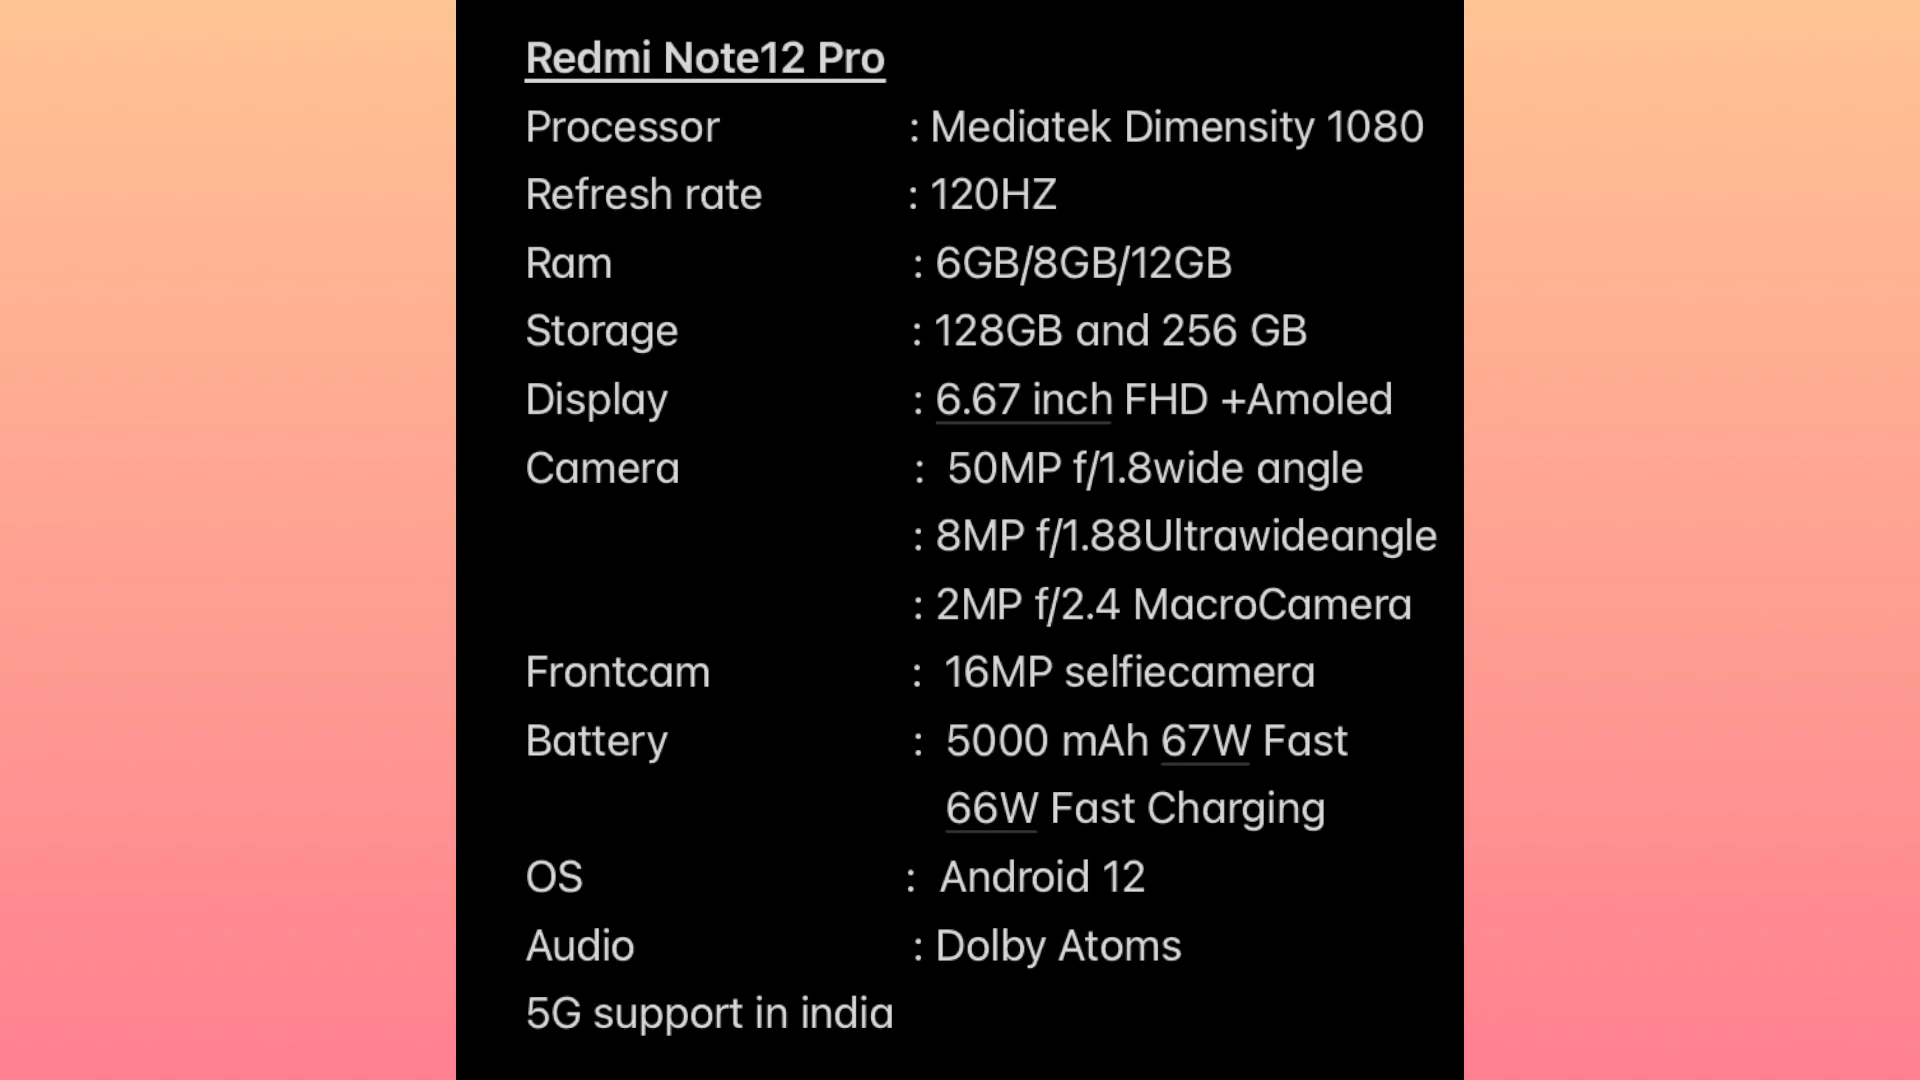 Redmi Note12 Pro
Processor : Mediatek Dimensity 1080
Refresh rate : 120HZ
Ram : 6GB/8GB/12GB
Storage : 128GB and 256 GB
Display : 6.67 inch FHD +Amoled
Camera : 50MP f/1.8wide angle
: 8MP f/1.88Ultrawideangle
: 2MP f/2.4 MacroCamera
Frontcam : 16MP selfiecamera
Battery : 5000 mAh 67W Fast
66W Fast Charging
OS : Android 12
Audio : Dolby Atoms
5G support in india